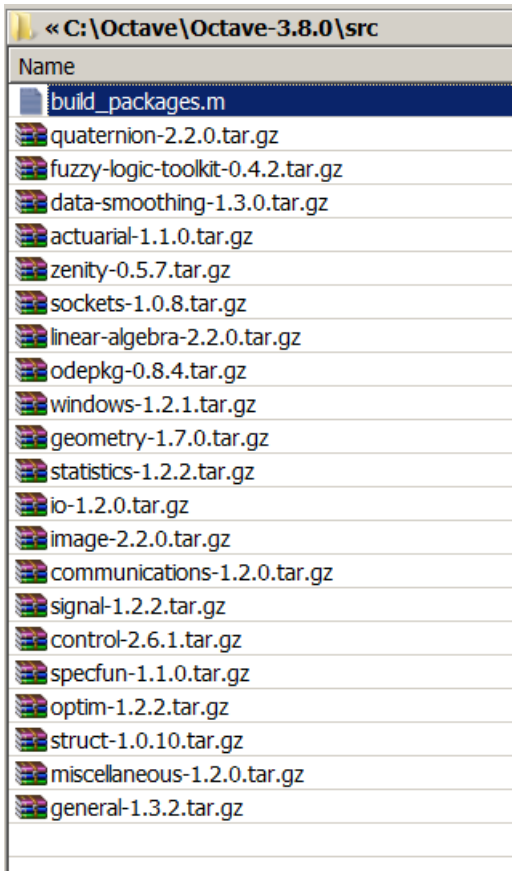 « C:\Octave\Octave-3.8.0\src
Name
build_packages.m
quaternion-2.2.0.tar.gz
fuzzy-logic-toolkit-0.4.2.tar.gz
data-smoothing-1.3.0.tar.gz
actuarial-1.1.0.tar.gz
zenity-0.5.7.tar.gz
sockets-1.0.8.tar.gz
linear-algebra-2.2.0.tar.gz
odepkg-0.8.4.tar.gz
windows-1.2.1.tar.gz
geometry-1.7.0.tar.gz
statistics-1.2.2.tar.gz
io-1.2.0.tar.gz
image-2.2.0.tar.gz
communications-1.2.0.tar.gz
signal-1.2.2.tar.gz
control-2.6.1.tar.gz
specfun-1.1.0.tar.gz
optim-1.2.2.tar.gz
struct-1.0.10.tar.gz
miscellaneous-1.2.0.tar.gz
general-1.3.2.tar.gz